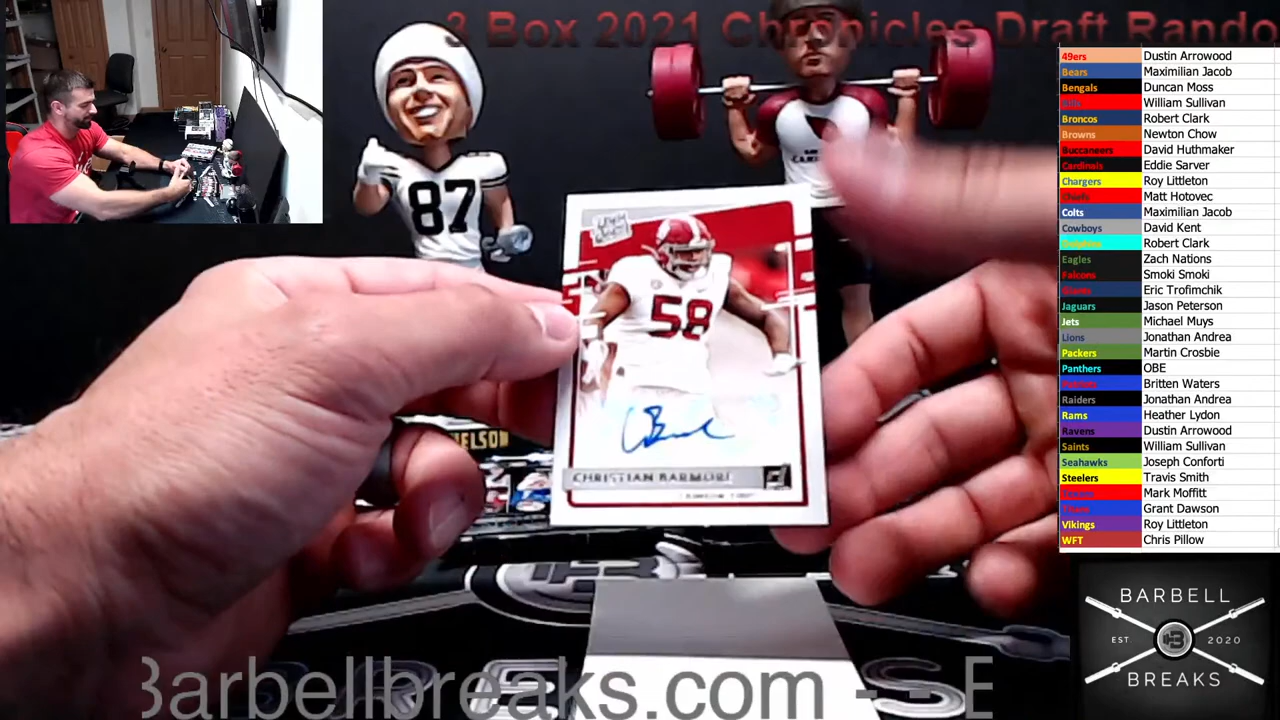 3 Box 2021 Chronicles Draft Rando
49ers Dustin Arrowood
Bears Maximilian Jacob
Bengals Duncan Moss
Bills William Sullivan
Broncos Robert Clark
Browns Newton Chow
Buccaneers David Huthmaker
Cardinals Eddie Sarver
Chargers Roy Littleton
Chiefs Matt Hotovec
Colts Maximilian Jacob
Cowboys David Kent
Dolphins Robert Clark
Eagles Zach Nations
Falcons Smoki Smoki
Giants Eric Trofimchik
Jaguars Jason Peterson
Jets Michael Muys
Lions Jonathan Andrea
Packers Martin Crosbie
Panthers OBE
Patriots Britten Waters
Raiders Jonathan Andrea
Rams Heather Lydon
Ravens Dustin Arrowood
Saints William Sullivan
Seahawks Joseph Conforti
Steelers Travis Smith
Texans Mark Moffitt
Titans Grant Dawson
Vikings Roy Littleton
WFT Chris Pillow
87
58
CHRISTIAN BARMORE
NELSON
BARBELL
EST. 2020
BREAKS
Barbellbreaks.com - - E